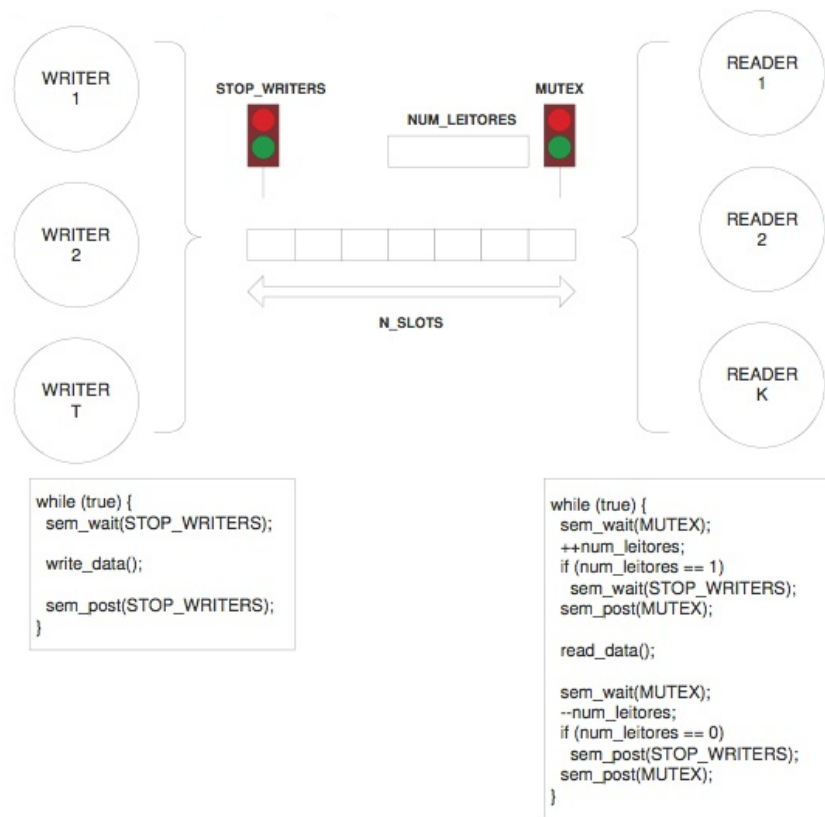 WRITER
1
STOP_WRITERS
MUTEX
READER
1
NUM_LEITORES
WRITER
2
READER
2
N_SLOTS
WRITER
T
READER
K
while (true) {
sem_wait(STOP_WRITERS);
write_data();
sem_post(STOP_WRITERS);
}
while (true) {
sem_wait(MUTEX);
++num_leitores;
if (num_leitores == 1)
sem_wait(STOP_WRITERS);
sem_post(MUTEX);
read_data();
sem_wait(MUTEX);
--num_leitores;
if (num_leitores == 0)
sem_post(STOP_WRITERS);
sem_post(MUTEX);
}